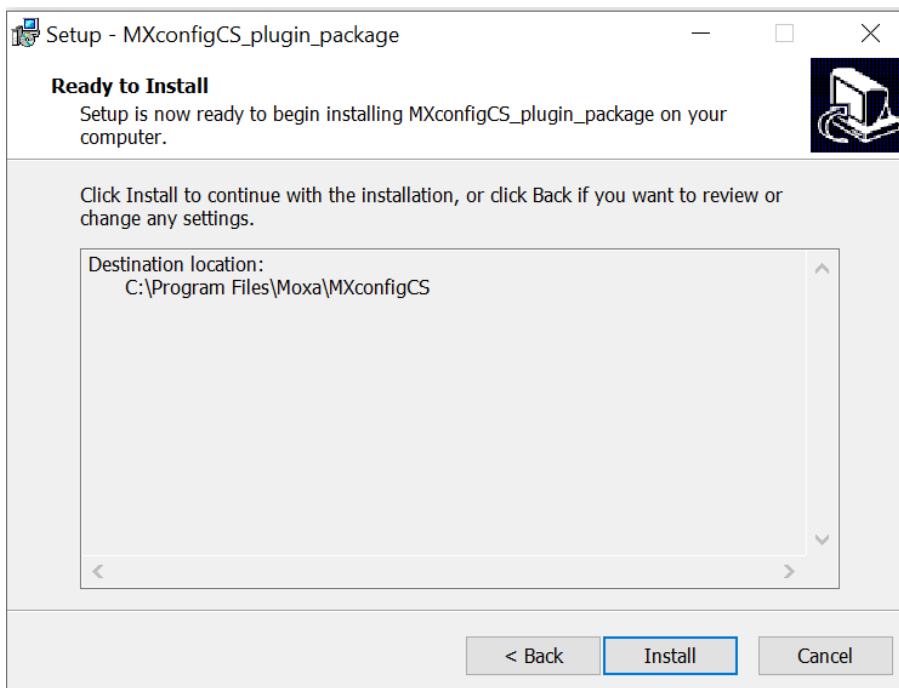 Setup - MXconfigCS_plugin_package
Ready to Install
Setup is now ready to begin installing MXconfigCS_plugin_package on your
computer.
Click Install to continue with the installation, or click Back if you want to review or
change any settings.
Destination location:
C:\Program Files\Moxa\MXconfigCS
< Back
Install
Cancel